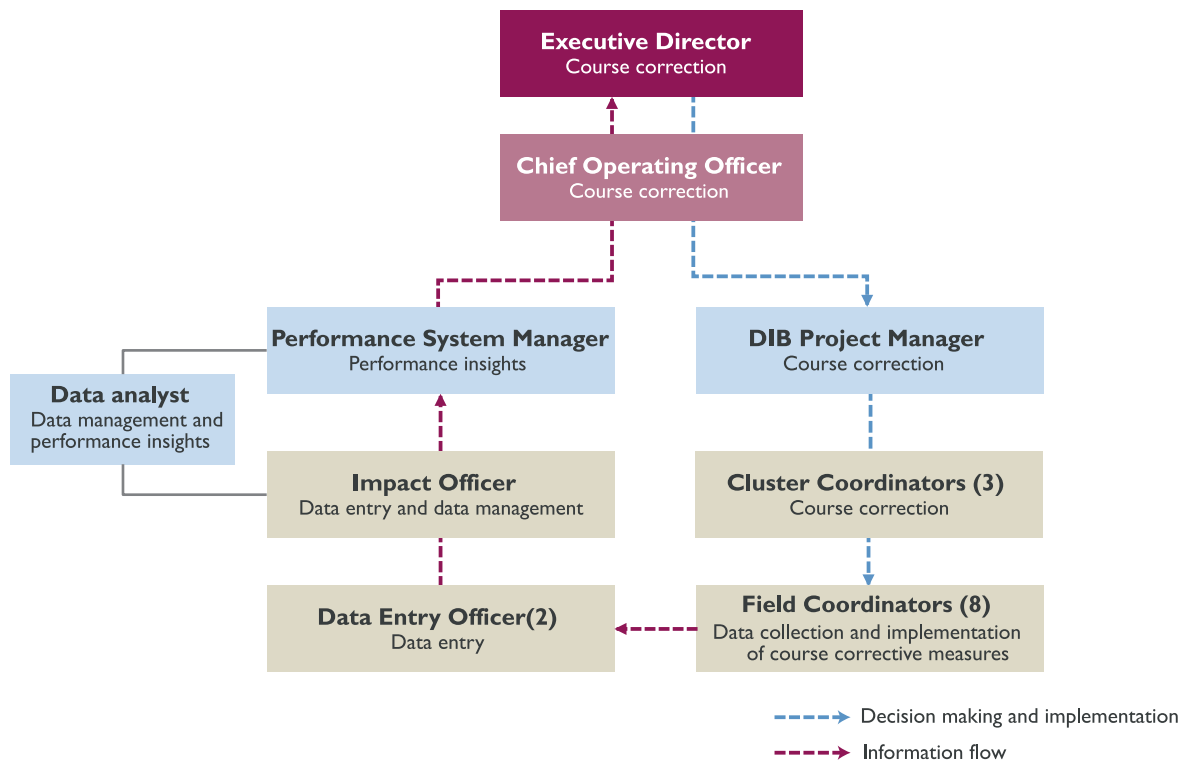 Executive Director
Course correction
Chief Operating Officer
Course correction
Performance System Manager
Performance insights
DIB Project Manager
Course correction
Data analyst
Data management and
performance insights
Impact Officer
Data entry and data management
Cluster Coordinators (3)
Course correction
Data Entry Officer(2)
Data entry
Field Coordinators (8)
Data collection and implementation
of course corrective measures
Decision making and implementation
Information flow